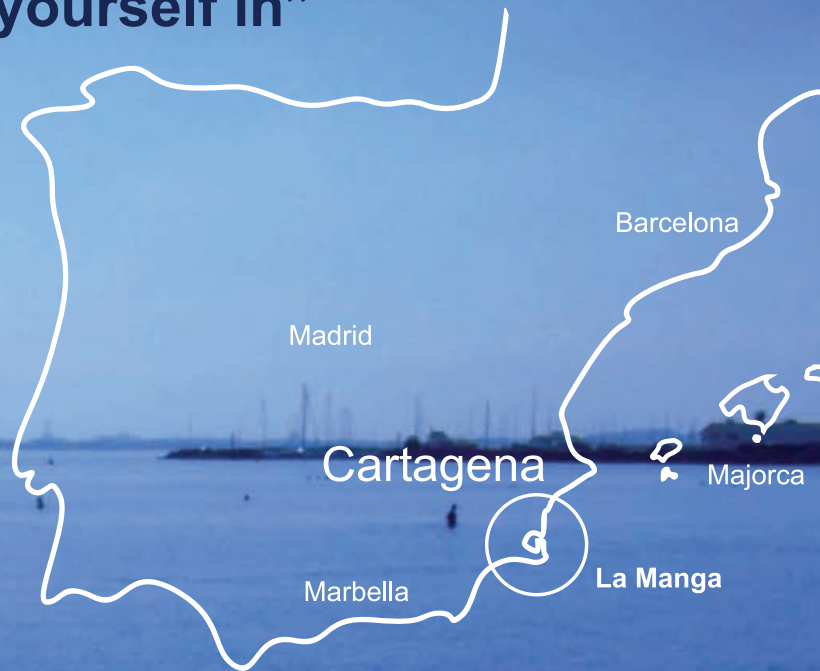 yourself in”
Barcelona
Madrid
Cartagena
Majorca
La Manga
Marbella